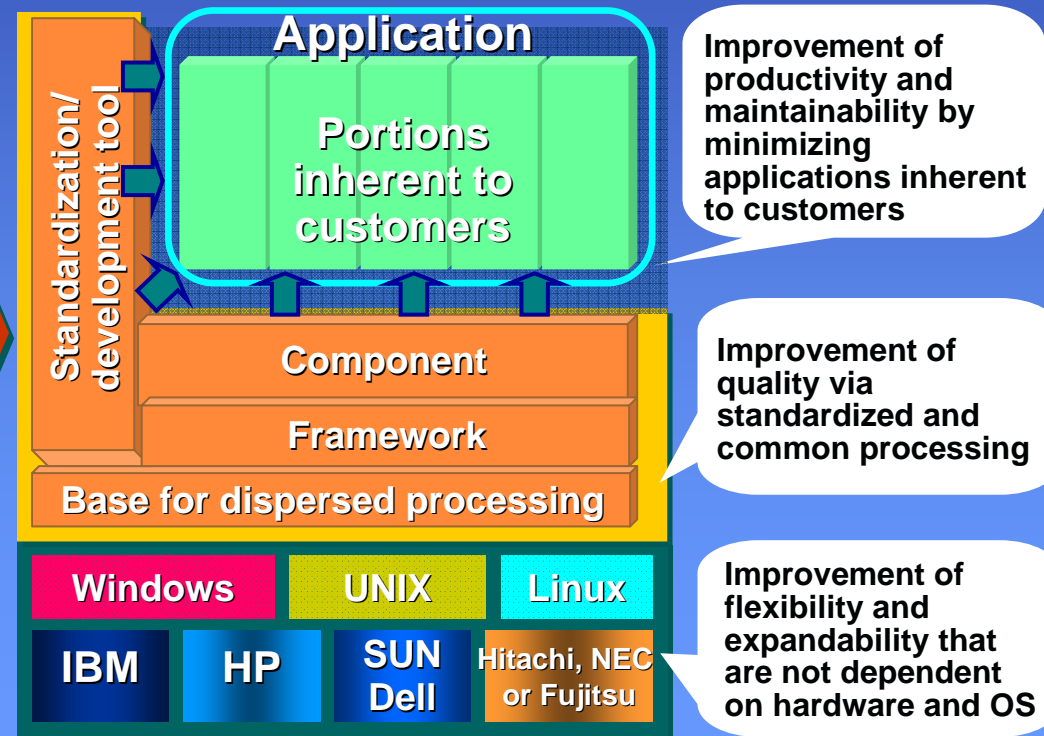 Application
Standardization/
development tool
Portions
inherent to
customers
Component
Framework
Base for dispersed processing
Windows
UNIX
Linux
IBM
HP
SUN
Dell
Hitachi, NEC
or Fujitsu
Improvement of
productivity and
maintainability by
minimizing
applications inherent
to customers
Improvement of
quality via
standardized and
common processing
Improvement of
flexibility and
expandability that
are not dependent
on hardware and OS